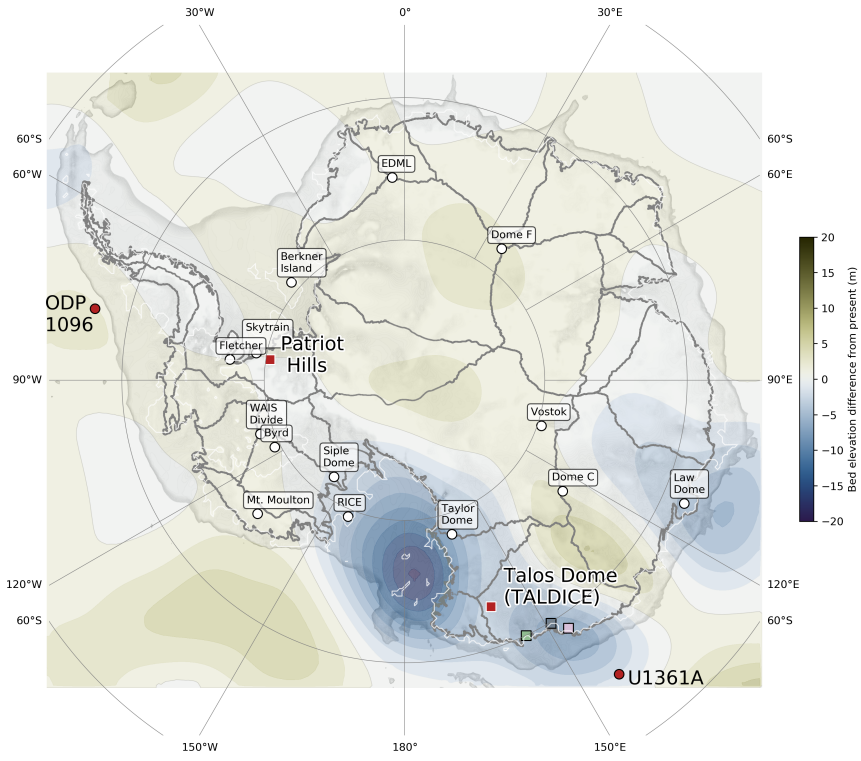 30°W
0°
30°E
60°S
60°W
60°S
60°E
EDML
Dome F
Berkner
Island
ODP
1096
Skytrain
Fletcher
Patriot
Hills
90°W
90°E
WAIS
Divide
Byrd
Vostok
Siple
Dome
Mt. Moulton
RICE
Dome C
Law
Dome
Taylor
Dome
Talos Dome
(TALDICE)
120°W
60°S
120°E
60°S
U1361A
150°W
180°
150°E
20
15
10
5
0
−5
−10
−15
−20
Bed elevation difference from present (m)